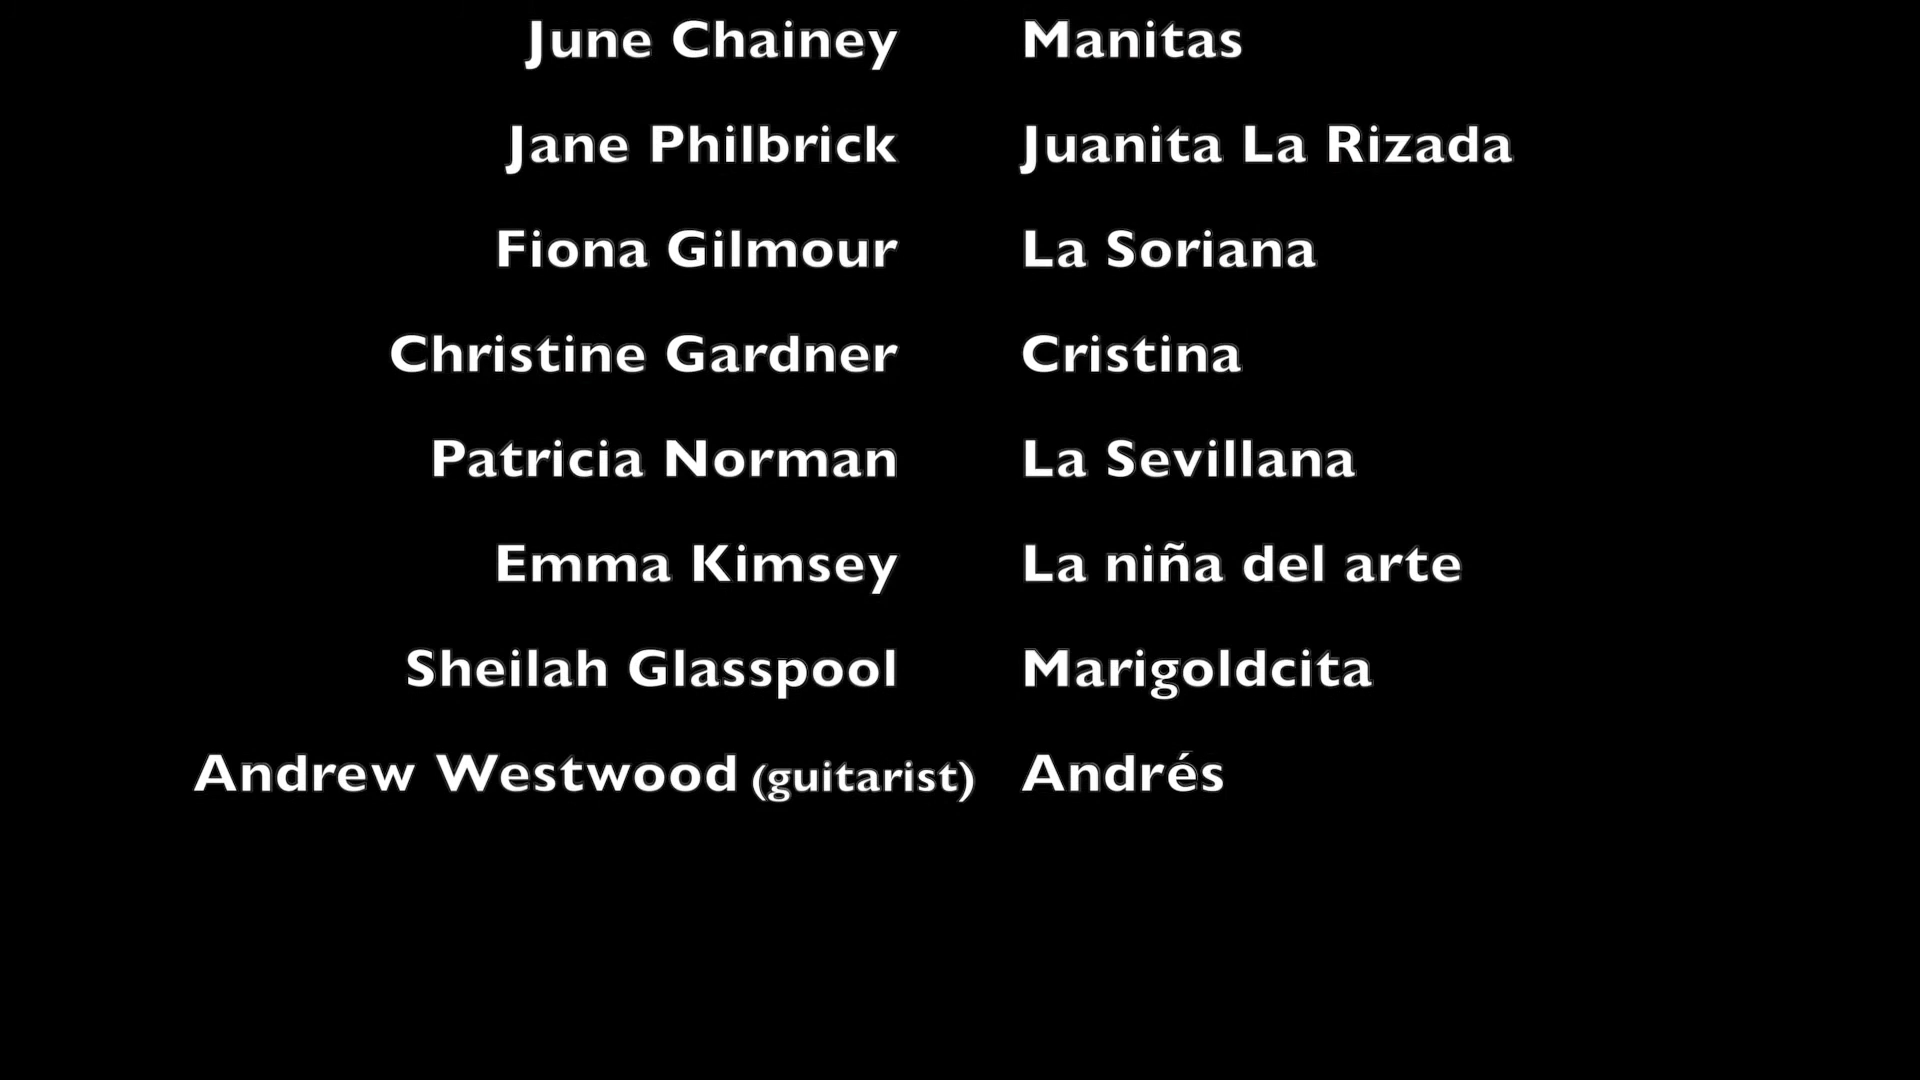 June Chainey Manitas
Jane Philbrick Juanita La Rizada
Fiona Gilmour La Soriana
Christine Gardner Cristina
Patricia Norman La Sevillana
Emma Kimsey La niña del arte
Sheilah Glasspool Marigoldcita
Andrew Westwood (guitarist) Andrés